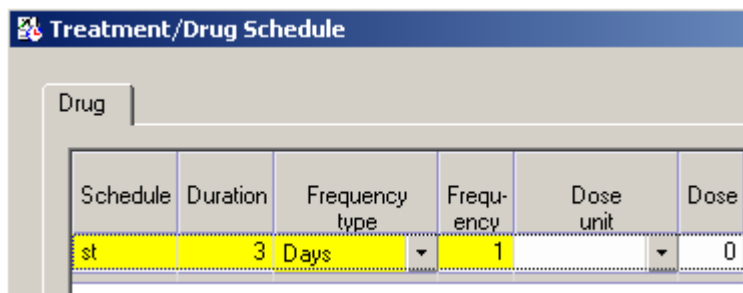 Treatment/Drug Schedule
Drug
Schedule Duration Frequency type Frequ-ency Dose unit Dose
st 3 Days 1 0